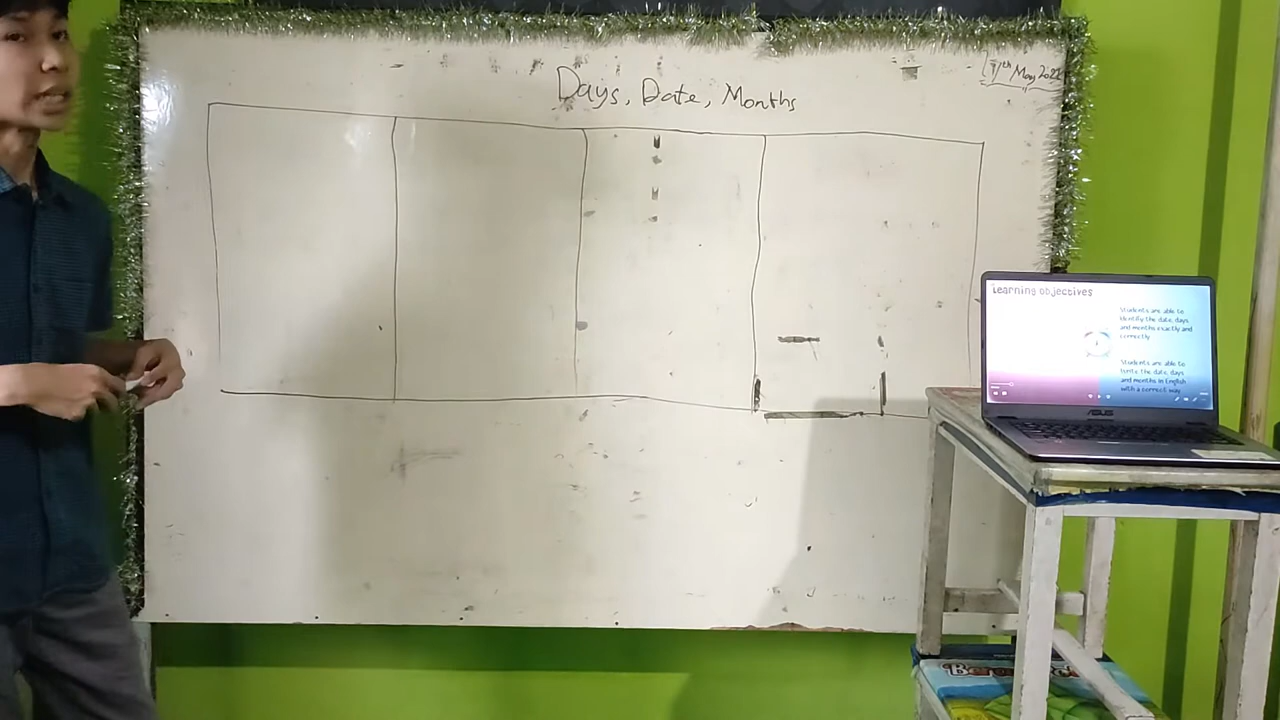 Days, Date, Months
May 2022
Learning objectives
Students are able to
identify the date, days
and months exactly and
correctly
Students are able to
write the date, days
and months in English
with a correct way
ASUS